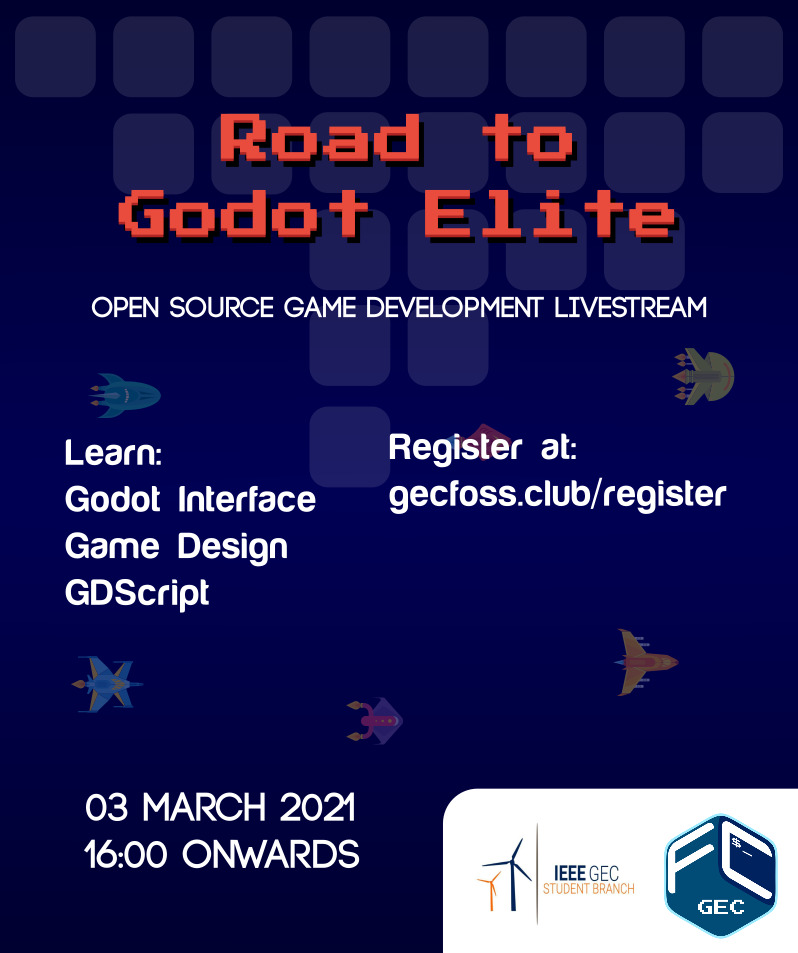 Road to
Godot Elite
OPEN SOURCE GAME DEVELOPMENT LIVESTREAM
Learn:
Godot Interface
Game Design
GDScript
Register at:
gecfoss.club/register
03 MARCH 2021
16:00 ONWARDS
IEEE GEC
STUDENT BRANCH
FC
$_
GEC